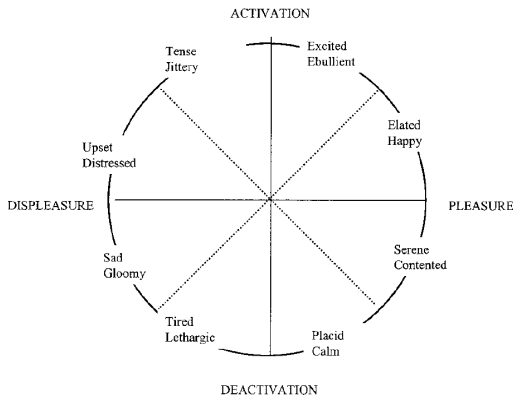 ACTIVATION
Tense
Jittery
Excited
Ebullient
Elated
Happy
Upset
Distressed
DISPLEASURE
PLEASURE
Sad
Gloomy
Serene
Contented
Tired
Lethargic
Placid
Calm
DEACTIVATION